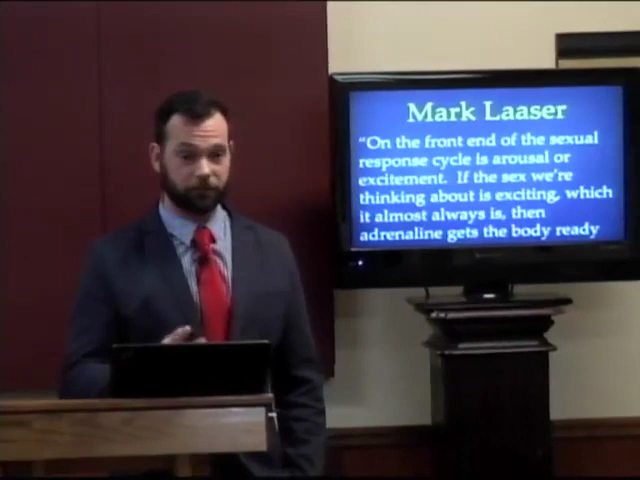 Mark Laaser
"On the front end of the sexual
response cycle is arousal or
excitement.  If the sex we're
thinking about is exciting, which
it almost always is, then
adrenaline gets the body ready